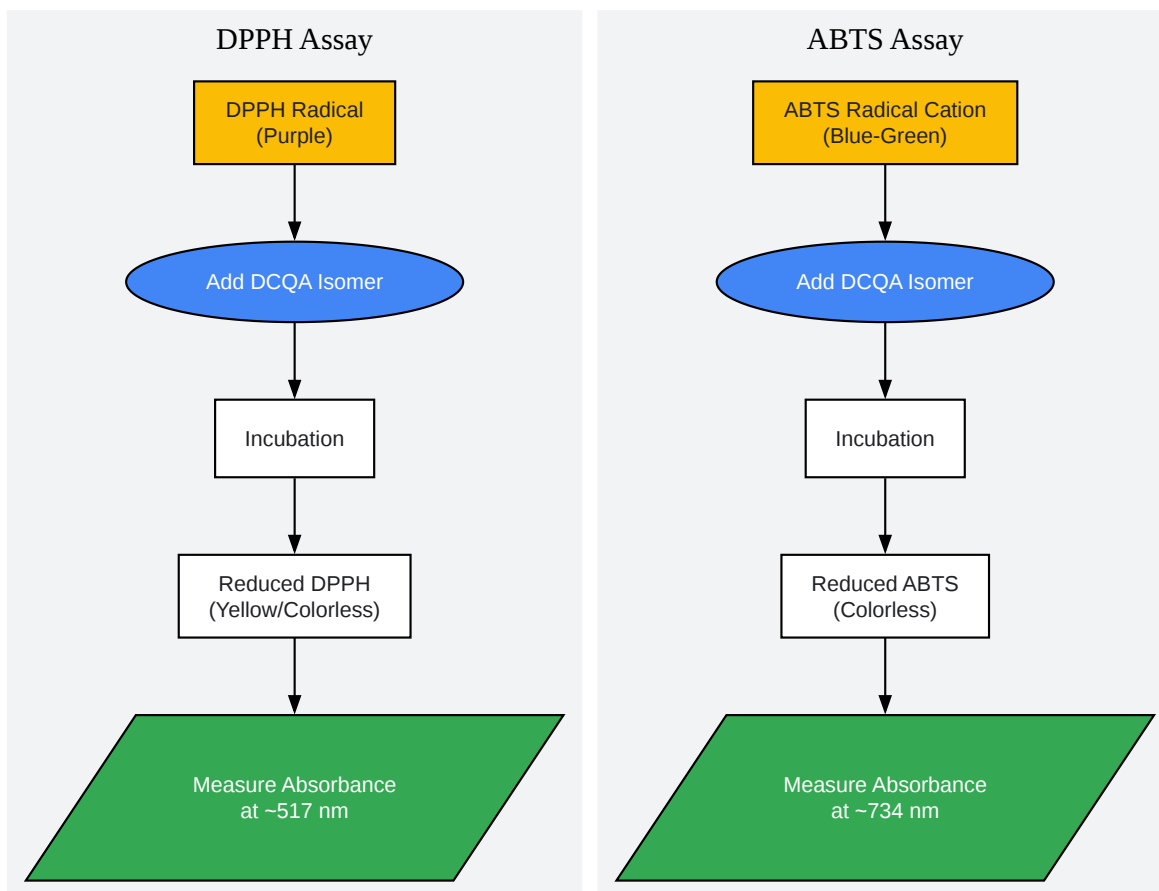 DPPH Assay
DPPH Radical
(Purple)
Add DCQA Isomer
Incubation
Reduced DPPH
(Yellow/Colorless)
Measure Absorbance
at ~517 nm
ABTS Assay
ABTS Radical Cation
(Blue-Green)
Add DCQA Isomer
Incubation
Reduced ABTS
(Colorless)
Measure Absorbance
at ~734 nm